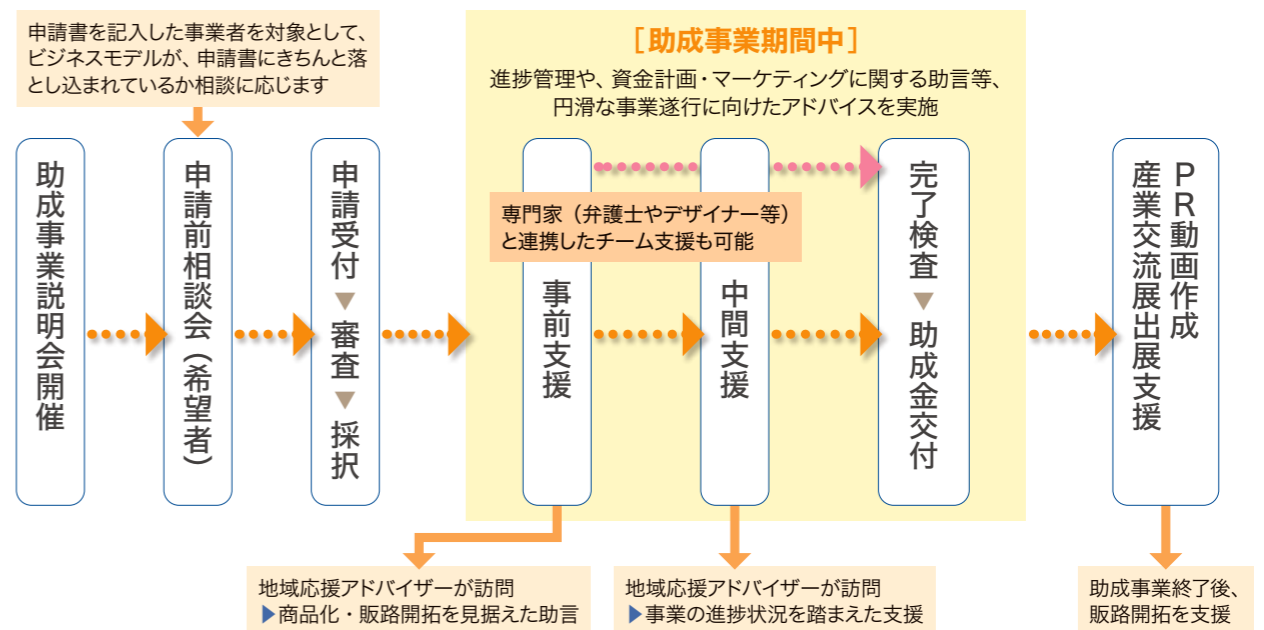 申請書を記入した事業者を対象として、
ビジネスモデルが、申請書にきちんと落
とし込まれているか相談に応じます
［助成事業期間中］
進捗管理や、資金計画・マーケティングに関する助言等、
円滑な事業遂行に向けたアドバイスを実施
助成事業説明会開催
申請前相談会（希望者）
申請受付▼審査▼採択
専門家（弁護士やデザイナー等）
と連携したチーム支援も可能
事前支援
中間支援
完了検査▼助成金交付
PR動画作成
産業交流展出展支援
地域応援アドバイザーが訪問
▶商品化・販路開拓を見据えた助言
地域応援アドバイザーが訪問
▶事業の進捗状況を踏まえた支援
助成事業終了後、
販路開拓を支援